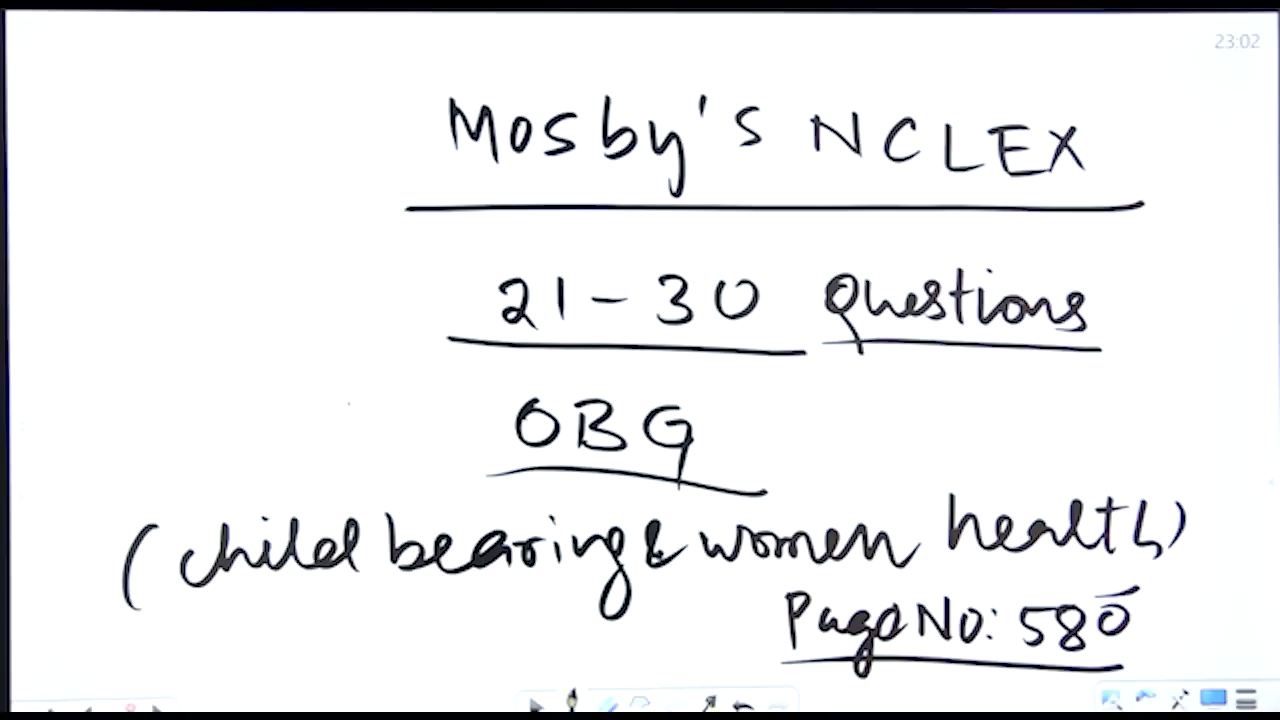 23:02
Mosby's NCLEX
21-30 Questions
OBG
(Child bearing & women health)
Page No: 580